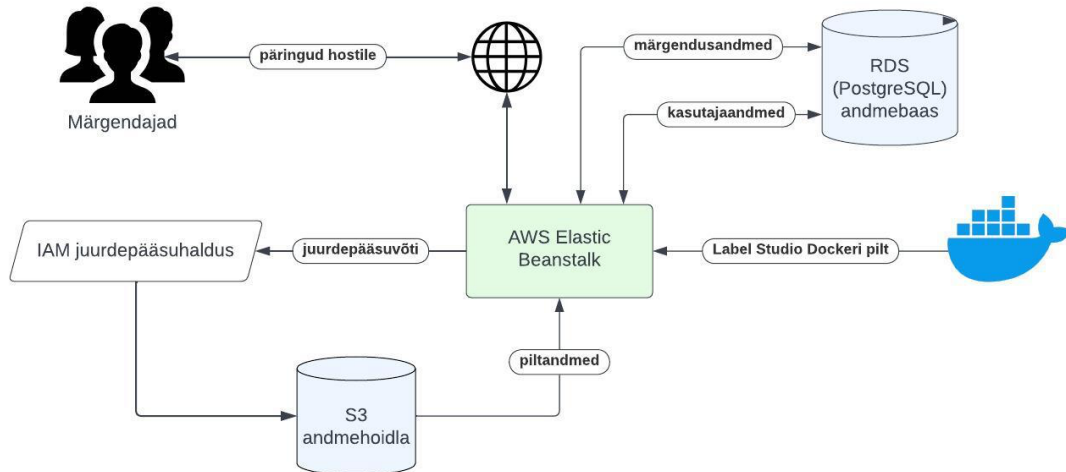 päringud hostile
Märgendajad
märgendusandmed
RDS
(PostgreSQL)
andmebaas
kasutajaandmed
IAM juurdepääsuhaldus
juurdepääsuvõti
AWS Elastic
Beanstalk
Label Studio Dockeri pilt
piltandmed
S3
andmehoidla